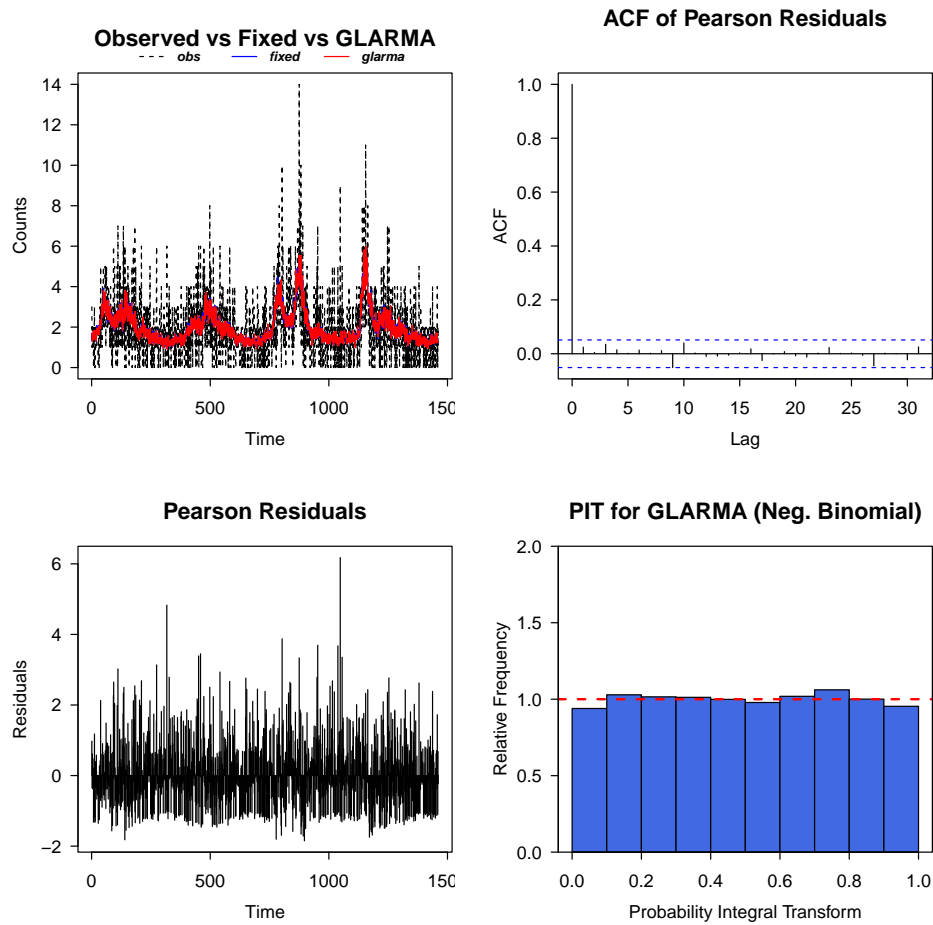 Observed vs Fixed vs GLARMA
obs fixed glarma
14
12
10
8
6
4
2
0
Counts
0 500 1000 150
Time
ACF of Pearson Residuals
1.0
0.8
0.6
0.4
0.2
0.0
ACF
0 5 10 15 20 25 30
Lag
Pearson Residuals
6
4
2
0
−2
Residuals
0 500 1000 150
Time
PIT for GLARMA (Neg. Binomial)
2.0
1.5
1.0
0.5
0.0
Relative Frequency
0.0 0.2 0.4 0.6 0.8 1.0
Probability Integral Transform